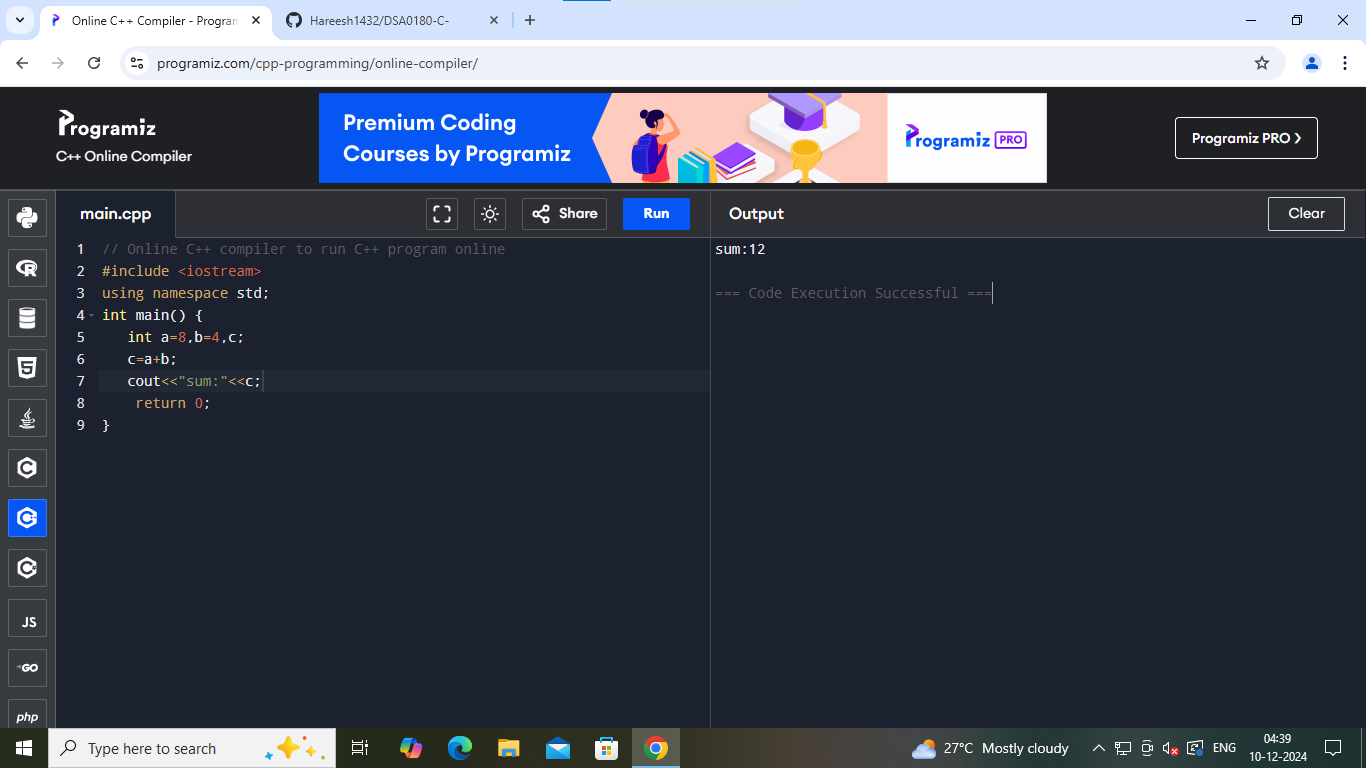 Online C++ Compiler - Program
Hareesh1432/DSA0180-C-
programiz.com/cpp-programming/online-compiler/
Programiz
C++ Online Compiler
Premium Coding
Courses by Programiz
Programiz PRO
Programiz PRO ›
main.cpp
Share
Run
Output
Clear
1 // Online C++ compiler to run C++ program online
2 #include <iostream>
3 using namespace std;
4 int main() {
5    int a=8,b=4,c;
6    c=a+b;
7    cout<<"sum:"<<c;
8     return 0;
9 }
sum:12
=== Code Execution Successful ===
JS
GO
php
Type here to search
27°C Mostly cloudy
ENG
04:39
10-12-2024